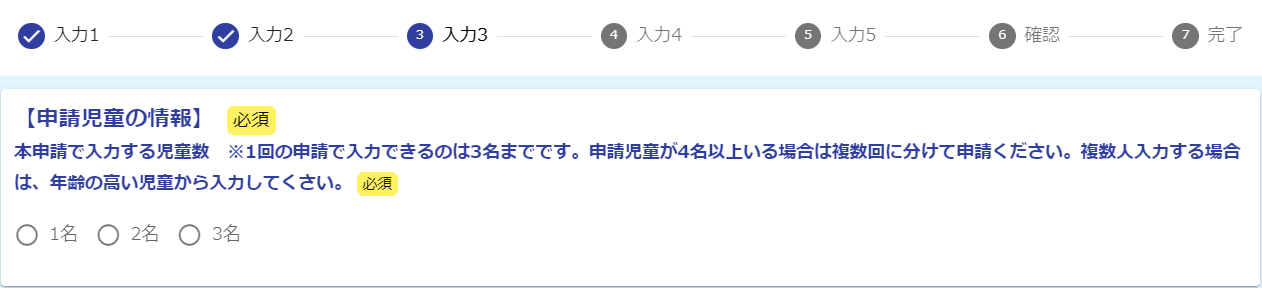 入力1 入力2 3 入力3 4 入力4 5 入力5 6 確認 7 完了
【申請児童の情報】 必須
本申請で入力する児童数　※1回の申請で入力できるのは3名までです。申請児童が4名以上いる場合は複数回に分けて申請ください。複数人入力する場合
は、年齢の高い児童から入力してくさい。 必須
1名 2名 3名